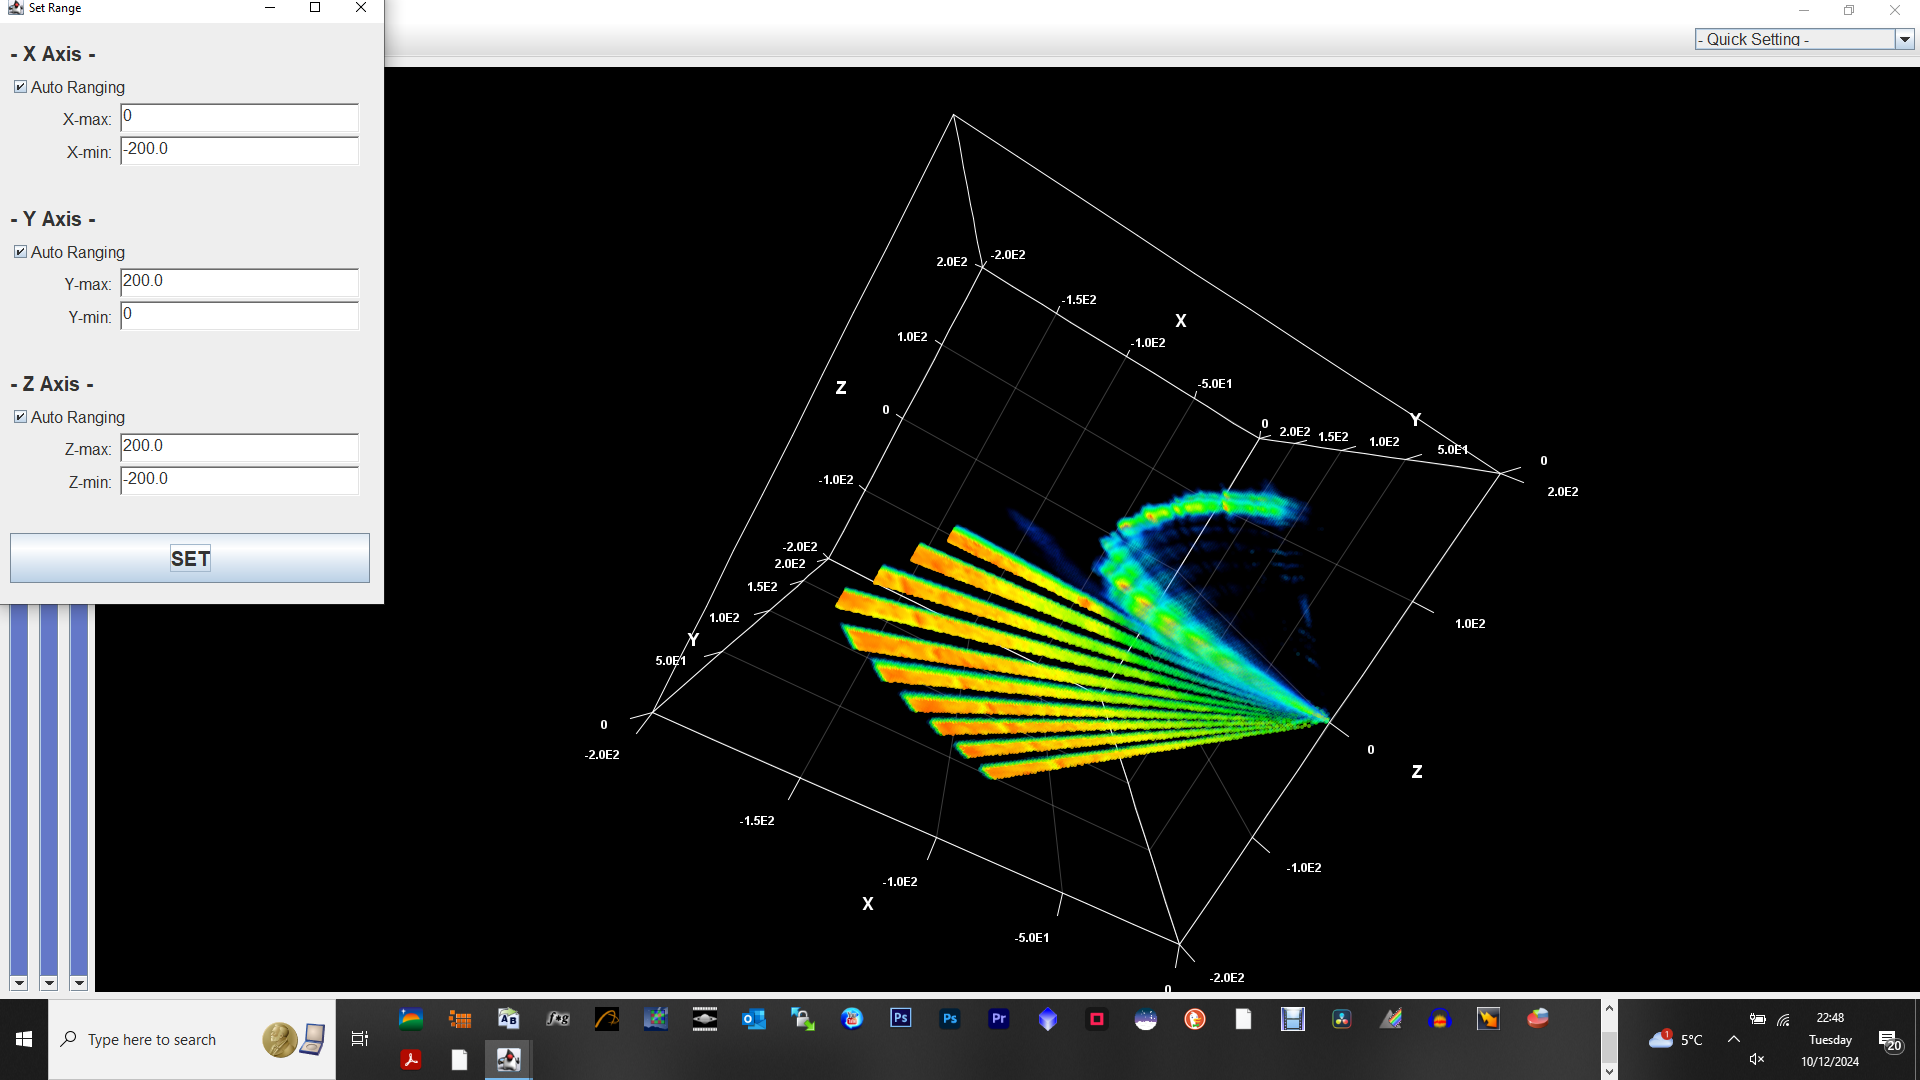 Set Range
- X Axis -
Auto Ranging
X-max: 0
X-min: -200.0
- Y Axis -
Auto Ranging
Y-max: 200.0
Y-min: 0
- Z Axis -
Auto Ranging
Z-max: 200.0
Z-min: -200.0
SET
- Quick Setting -
2.0E2
-2.0E2
-1.5E2
X
1.0E2
-1.0E2
Z
-5.0E1
0
0
2.0E2
1.5E2
1.0E2
Y
5.0E1
0
2.0E2
-1.0E2
-2.0E2
2.0E2
1.5E2
1.0E2
1.0E2
Y
5.0E1
0
-2.0E2
0
Z
-1.5E2
-1.0E2
-1.0E2
X
-5.0E1
-2.0E2
0
Type here to search
f*g
Ps
Ps
Pr
1
5°C
22:48
Tuesday
10/12/2024
20